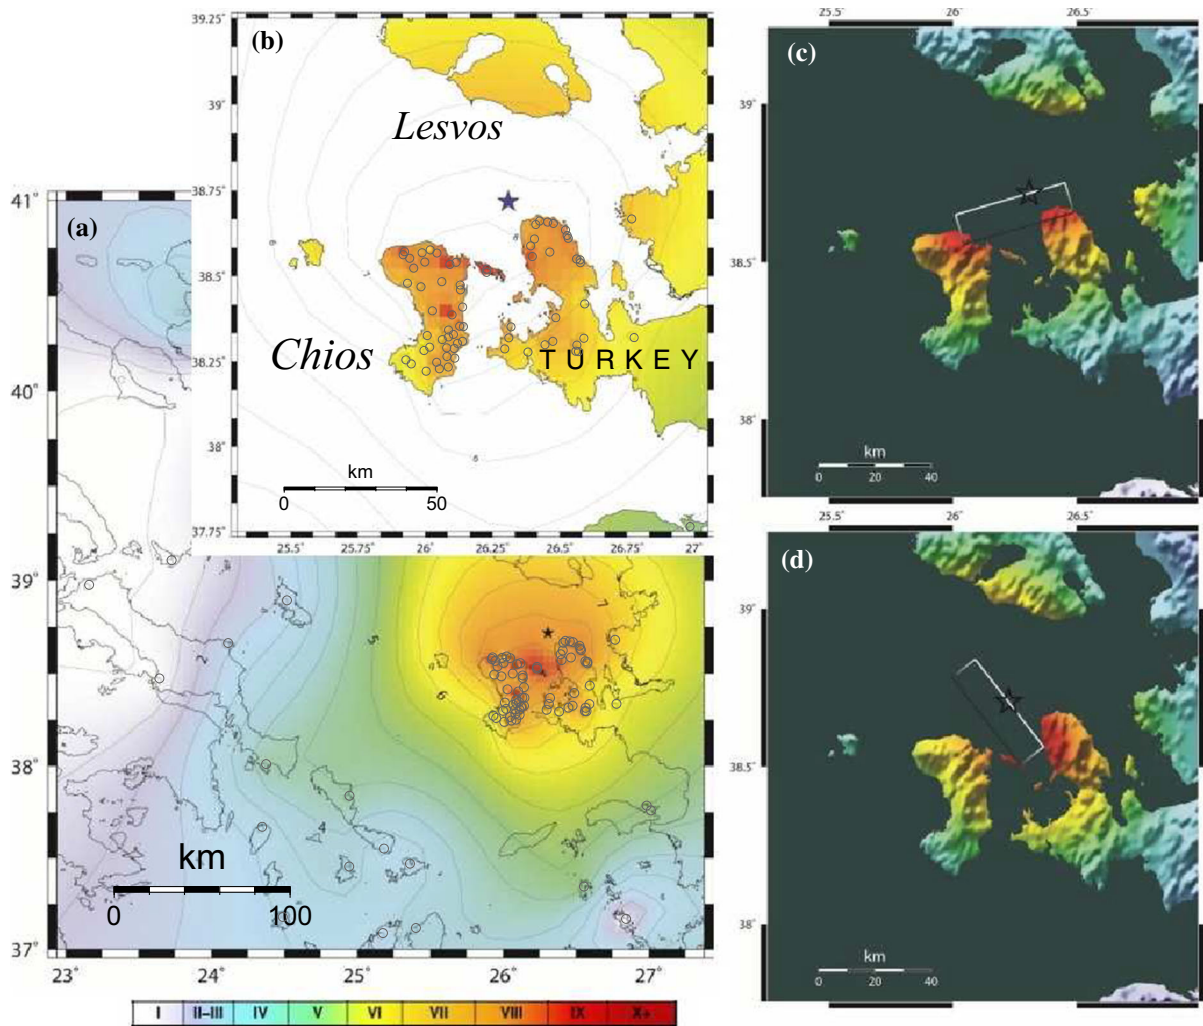 (a)
41°
40°
39°
38°
37°
23
24
25
26
27
2
4
5
6
7
km
0
100
(b)
39.25°
39°
38.75°
38.5°
38.25°
38°
37.75°
25.5°
25.75°
26°
26.25°
26.5°
26.75°
27°
Lesvos
Chios
TURKEY
km
0
50
(c)
25.5°
26°
26.5°
39°
38.5°
38°
km
0
20
40
(d)
25.5°
26°
26.5°
39°
38.5°
38°
km
0
20
40
I
II–III
IV
V
VI
VII
VIII
IX
X+